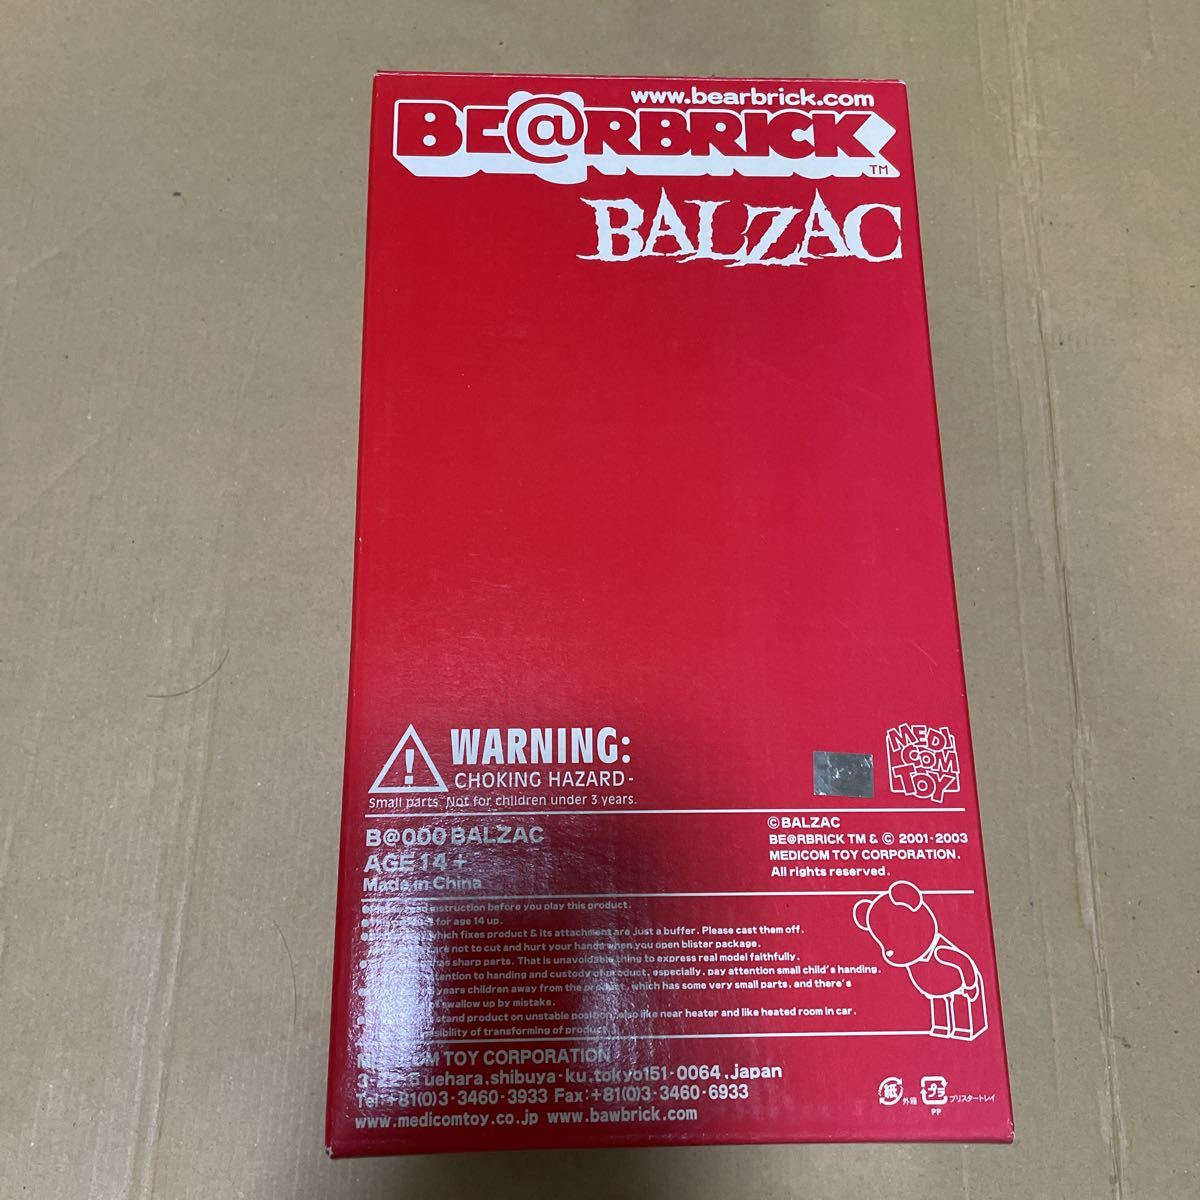 www.bearbrick.com
BE@RBRICK TM
BALZAC
WARNING:
CHOKING HAZARD-
Small parts. Not for children under 3 years.
MEDI
COM
TOY
B@000 BALZAC
AGE 14+
Made in China
©BALZAC
BE@RBRICK TM & © 2001-2003
MEDICOM TOY CORPORATION.
All rights reserved.
instruction before you play this product.
for age 14 up.
which fixes product & its attachment are just a buffer. Please cast them off.
are not to cut and hurt your hands when you open blister package.
sharp parts. That is unavoidable thing to express real model faithfully.
to handing and custody of product, especially, pay attention small child's handing.
years children away from the product, which has some very small parts, and there's
of swallow up by mistake.
stand product on unstable position, also like near heater and like heated room in car.
of transforming of product
MEDICOM TOY CORPORATION
uehara,shibuya-ku,tokyo151-0064,japan
Tel:+81(0)3-3460-3933 Fax:+81(0)3-3460-6933
www.medicomtoy.co.jp www.bawbrick.com
紙 外箱 プラ ブリスタートレイ
PP